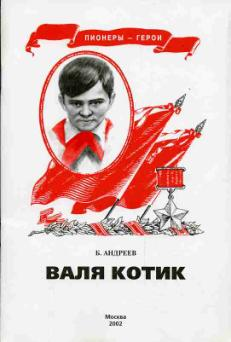 ПИОНЕРЫ – ГЕРОИ
Б. АНДРЕЕВ
ВАЛЯ КОТИК
Москва
2002